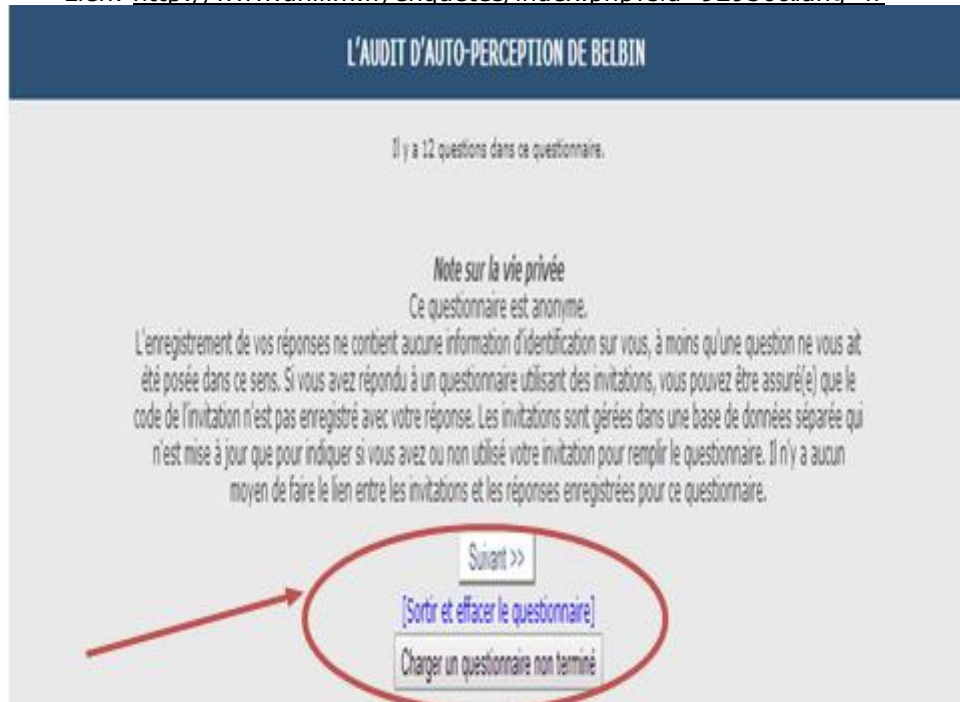 L'AUDIT D'AUTO-PERCEPTION DE BELBIN
Il y a 12 questions dans ce questionnaire.
Note sur la vie privée
Ce questionnaire est anonyme.
L'enregistrement de vos réponses ne contient aucune information d'identification sur vous, à moins qu'une question ne vous ait
été posée dans ce sens. Si vous avez répondu à un questionnaire utilisant des invitations, vous pouvez être assuré(e) que le
code de l'invitation n'est pas enregistré avec votre réponse. Les invitations sont gérées dans une base de données séparée qui
n'est mise à jour que pour indiquer si vous avez ou non utilisé votre invitation pour remplir le questionnaire. Il n'y a aucun
moyen de faire le lien entre les invitations et les réponses enregistrées pour ce questionnaire.
Suivant >>
[Sortir et effacer le questionnaire]
Charger un questionnaire non terminé